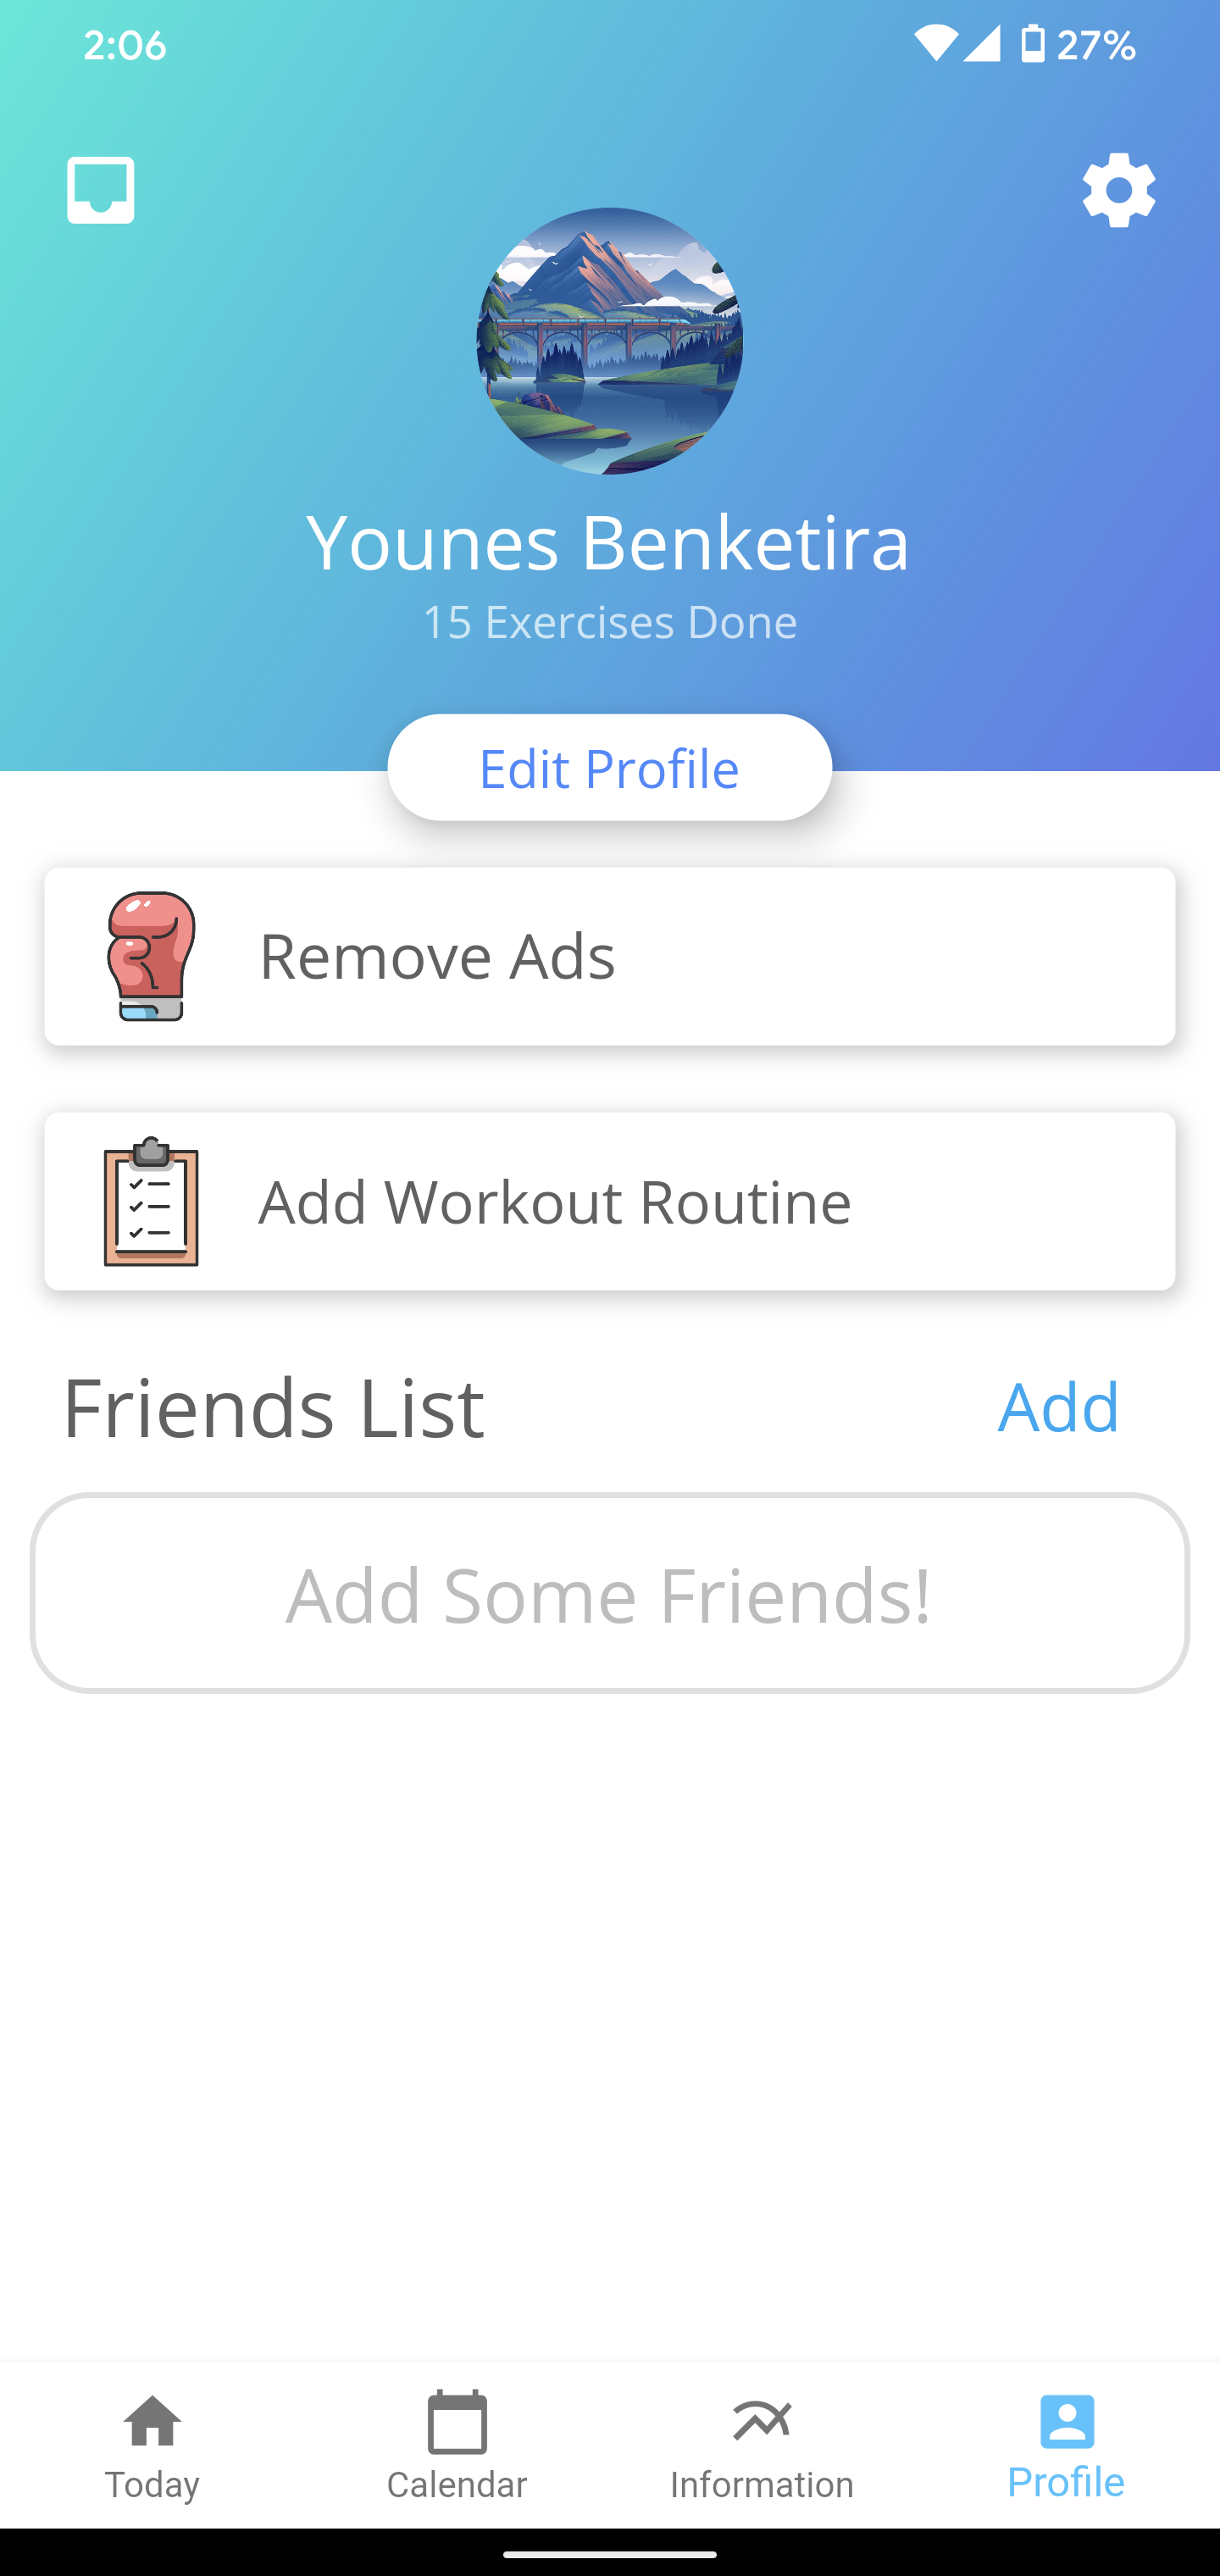 2:06
27%
Younes Benketira
15 Exercises Done
Edit Profile
Remove Ads
Add Workout Routine
Friends List
Add
Add Some Friends!
Today
Calendar
Information
Profile